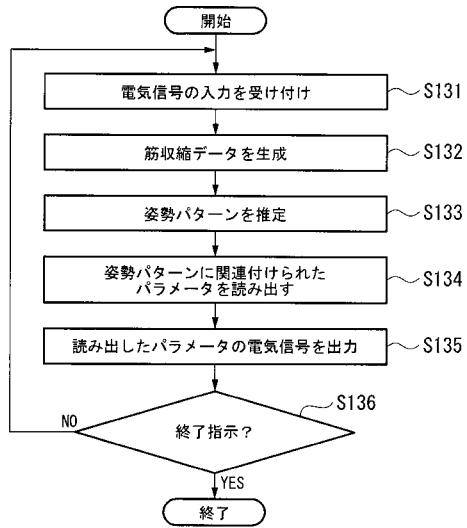 開始
電気信号の入力を受け付け
S131
筋収縮データを生成
S132
姿勢パターンを推定
S133
姿勢パターンに関連付けられた
パラメータを読み出す
S134
読み出したパラメータの電気信号を出力
S135
S136
NO
終了指示?
YES
終了